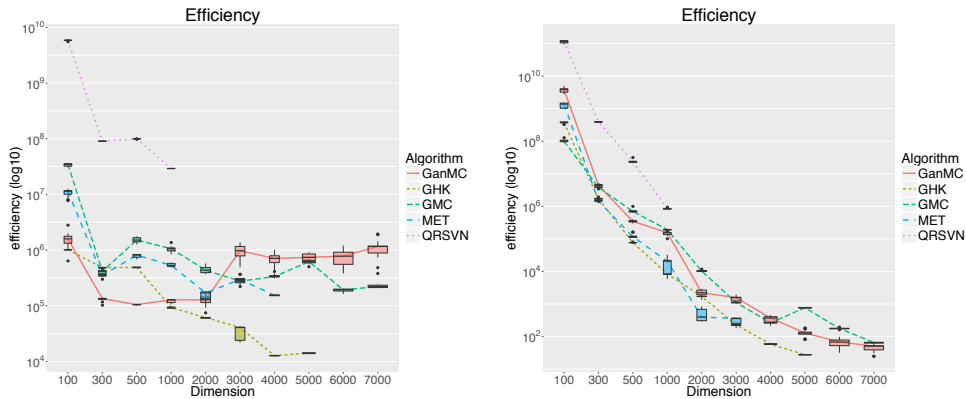 Efficiency
efficiency (log10)
10^10
10^9
10^8
10^7
10^6
10^5
10^4
100 300 500 1000 2000 3000 4000 5000 6000 7000
Dimension
Algorithm
GanMC
GHK
GMC
MET
QRSVN
Efficiency
efficiency (log10)
10^10
10^8
10^6
10^4
10^2
100 300 500 1000 2000 3000 4000 5000 6000 7000
Dimension
Algorithm
GanMC
GHK
GMC
MET
QRSVN